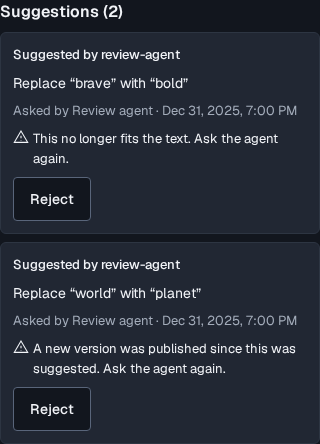 Suggestions (2)
Suggested by review-agent
Replace “brave” with “bold”
Asked by Review agent · Dec 31, 2025, 7:00 PM
This no longer fits the text. Ask the agent
again.
Reject
Suggested by review-agent
Replace “world” with “planet”
Asked by Review agent · Dec 31, 2025, 7:00 PM
A new version was published since this was
suggested. Ask the agent again.
Reject